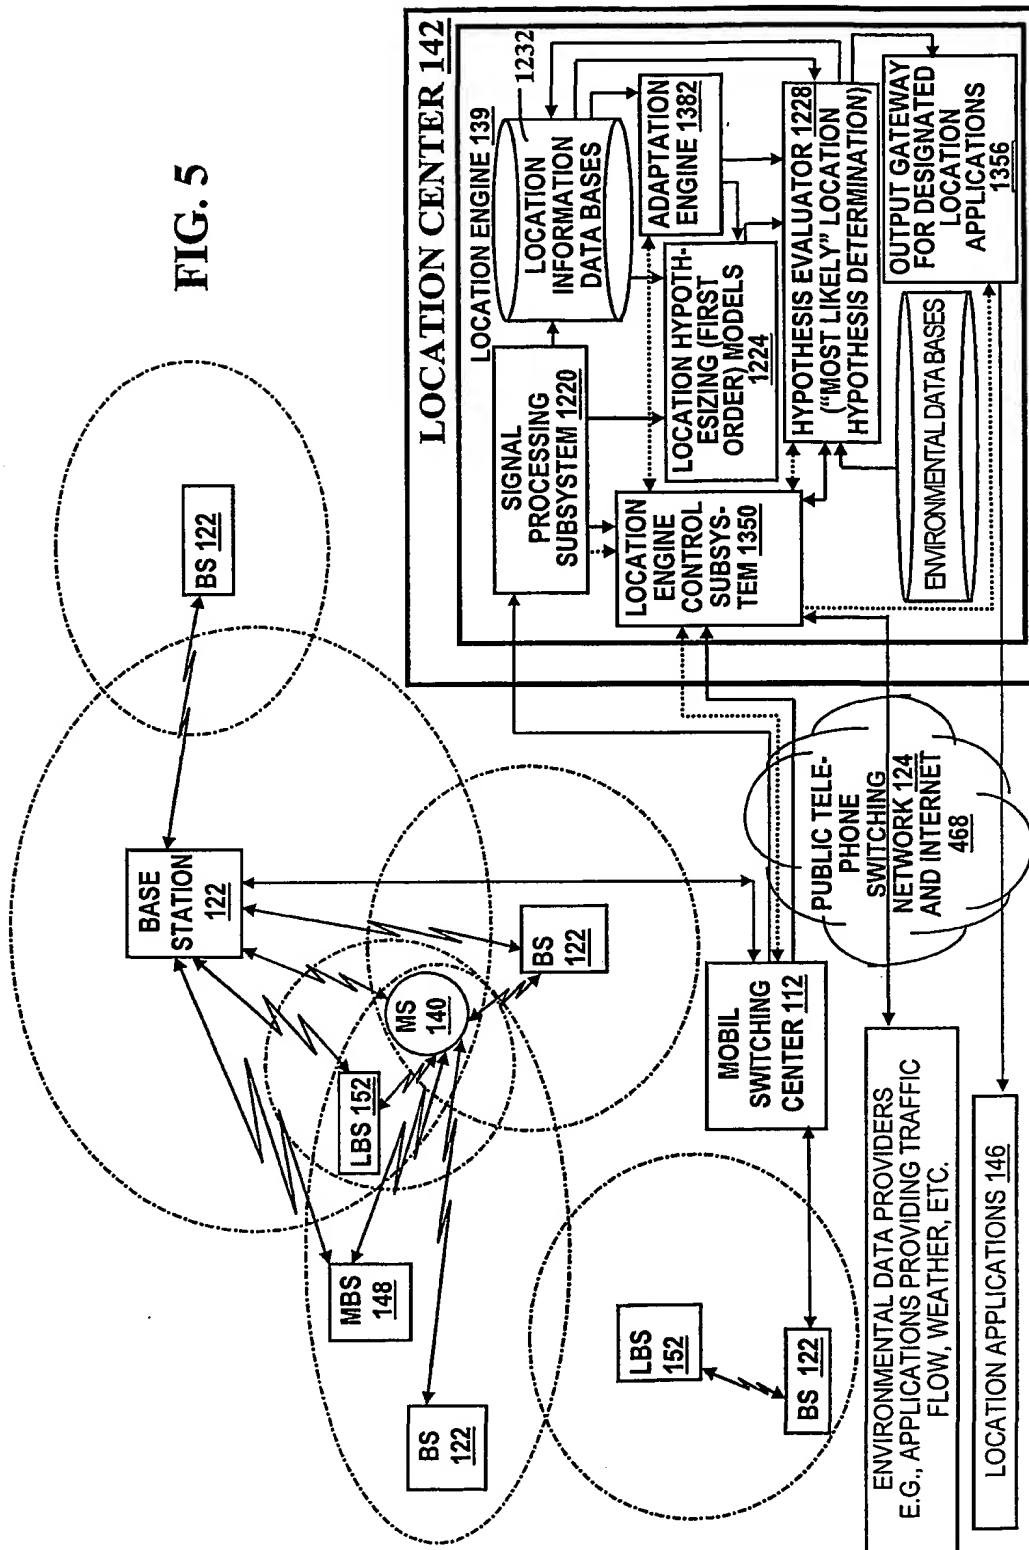 FIG. 5
BS 122
BASE
STATION
122
MS
140
BS
122
LBS 152
MBS
148
BS
122
LBS
152
BS 122
MOBIL
SWITCHING
CENTER 112
PUBLIC TELE-
PHONE
SWITCHING
NETWORK 124
AND INTERNET
468
ENVIRONMENTAL DATA PROVIDERS
E.G., APPLICATIONS PROVIDING TRAFFIC
FLOW, WEATHER, ETC.
LOCATION APPLICATIONS 146
LOCATION CENTER 142
LOCATION ENGINE 139
1232
LOCATION
INFORMATION
DATA BASES
SIGNAL
PROCESSING
SUBSYSTEM 1220
ADAPTATION
ENGINE 1382
LOCATION HYPOTH-
ESIZING (FIRST
ORDER) MODELS
1224
LOCATION
ENGINE
CONTROL
SUBSYS-
TEM 1350
HYPOTHESIS EVALUATOR 1228
("MOST LIKELY" LOCATION
HYPOTHESIS DETERMINATION)
ENVIRONMENTAL DATA BASES
OUTPUT GATEWAY
FOR DESIGNATED
LOCATION
APPLICATIONS
1356